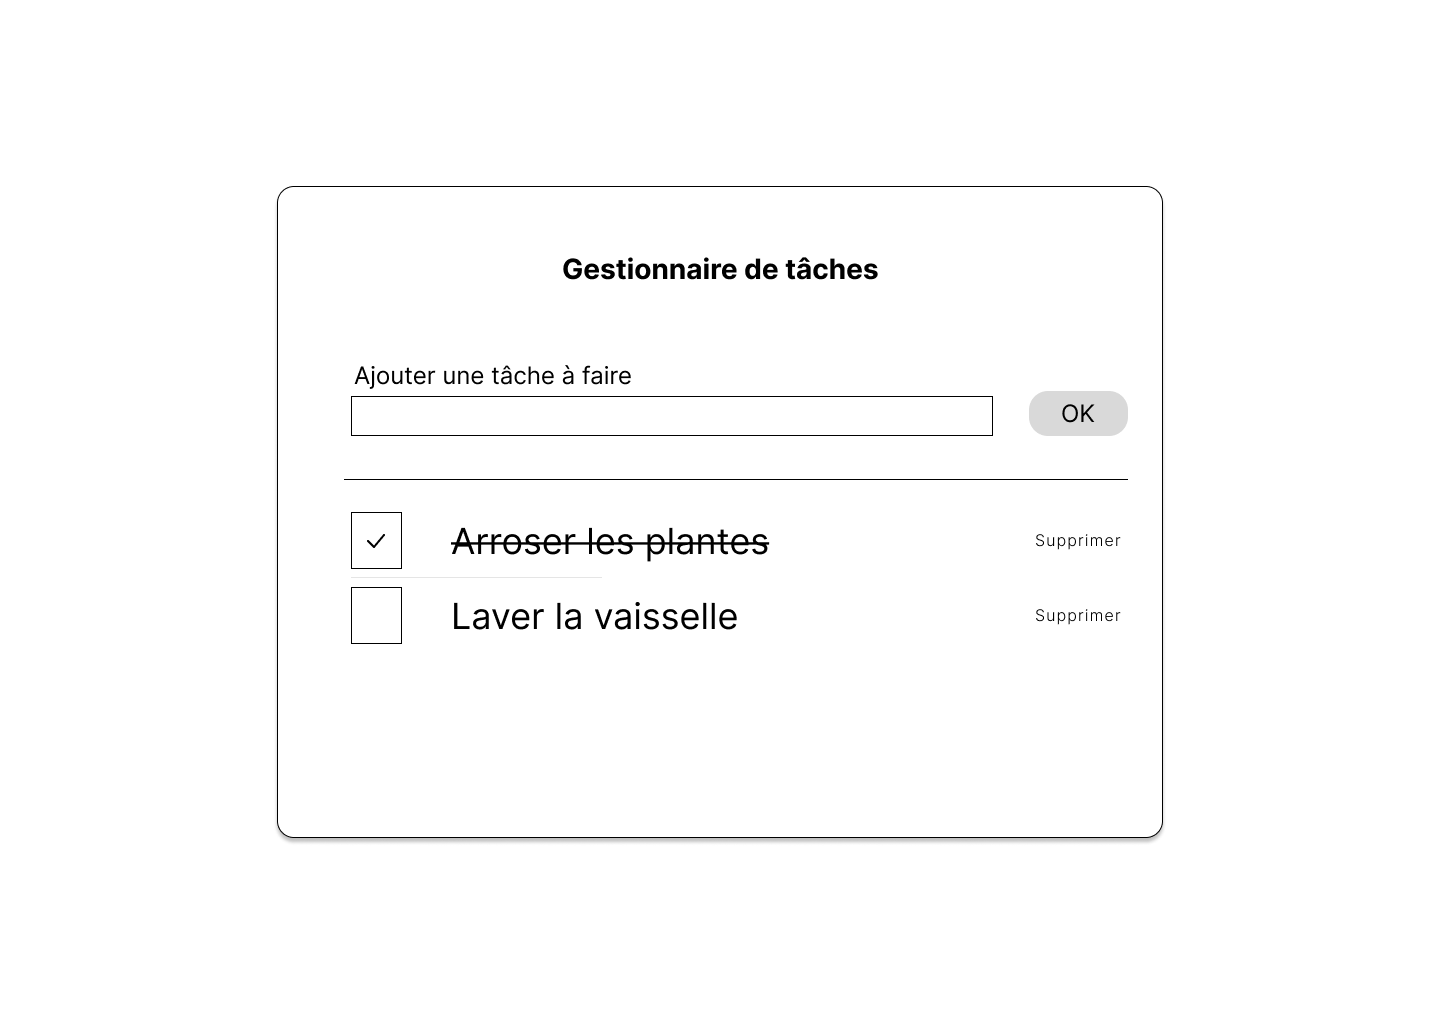 Gestionnaire de tâches
Ajouter une tâche à faire
OK
Arroser les plantes
Supprimer
Laver la vaisselle
Supprimer